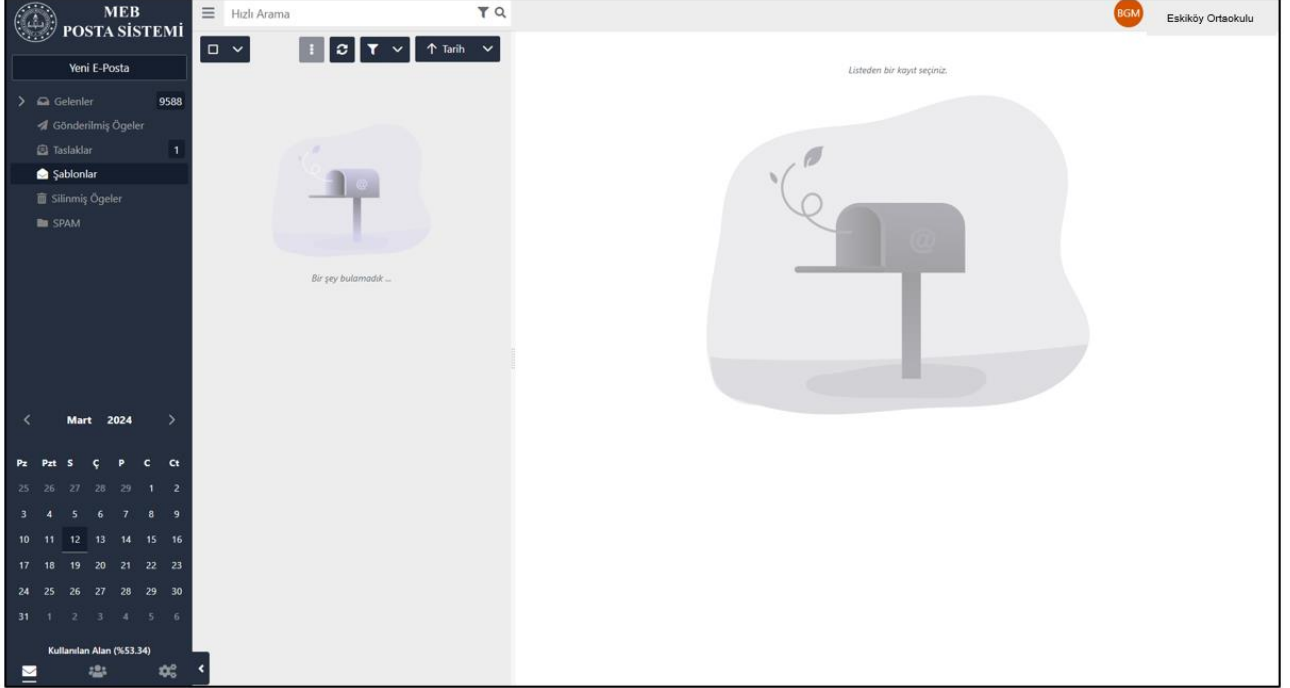 MEB
POSTA SİSTEMİ
Yeni E-Posta
Gelenler 9588
Gönderilmiş Ögeler
Taslaklar 1
Şablonlar
Silinmiş Ögeler
SPAM
Mart 2024
Pz Pzt S Ç P C Ct
25 26 27 28 29 1 2
3 4 5 6 7 8 9
10 11 12 13 14 15 16
17 18 19 20 21 22 23
24 25 26 27 28 29 30
31 1 2 3 4 5 6
Kullanılan Alan (%53.34)
Hızlı Arama
Tarih
@
Bir şey bulamadık ...
BGM
Eskiköy Ortaokulu
Listeden bir kayıt seçiniz.
@